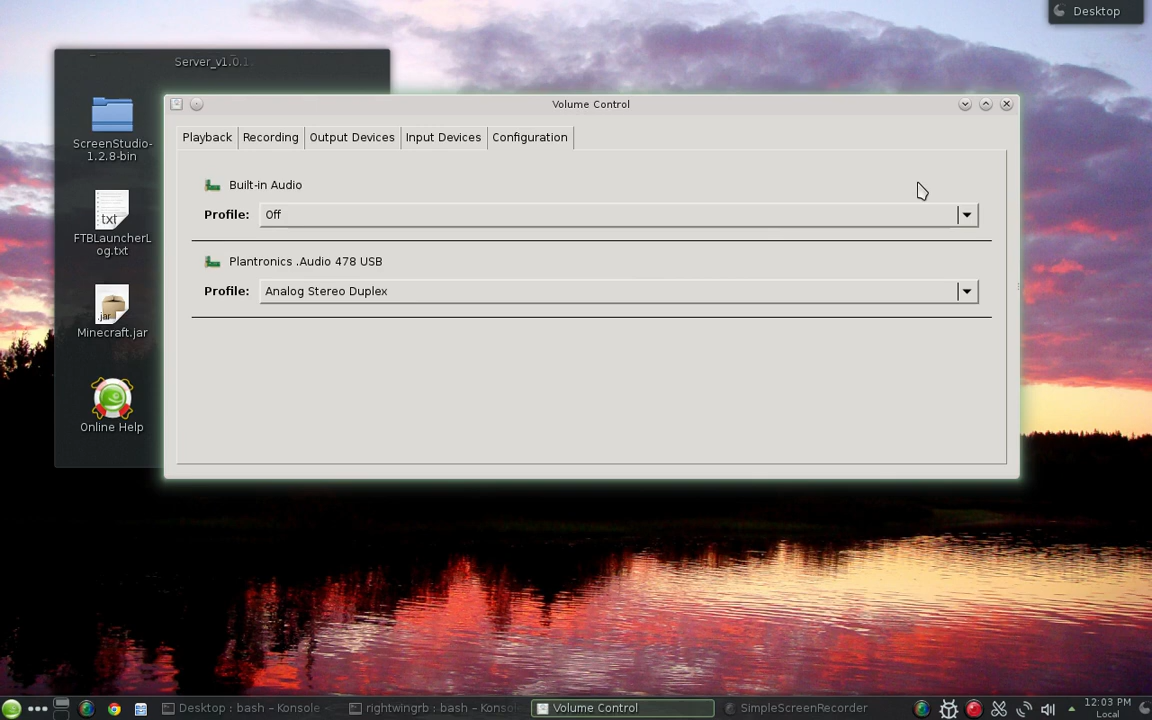 Desktop
Server_v1.0.1.
ScreenStudio-
1.2.8-bin
txt
FTBLauncherL
og.txt
.jar
Minecraft.jar
Online Help
Volume Control
Playback
Recording
Output Devices
Input Devices
Configuration
Built-in Audio
Profile: Off
Plantronics .Audio 478 USB
Profile: Analog Stereo Duplex
Desktop : bash – Konsole
rightwingrb : bash – Konso
Volume Control
SimpleScreenRecorder
12:03 PM
Local